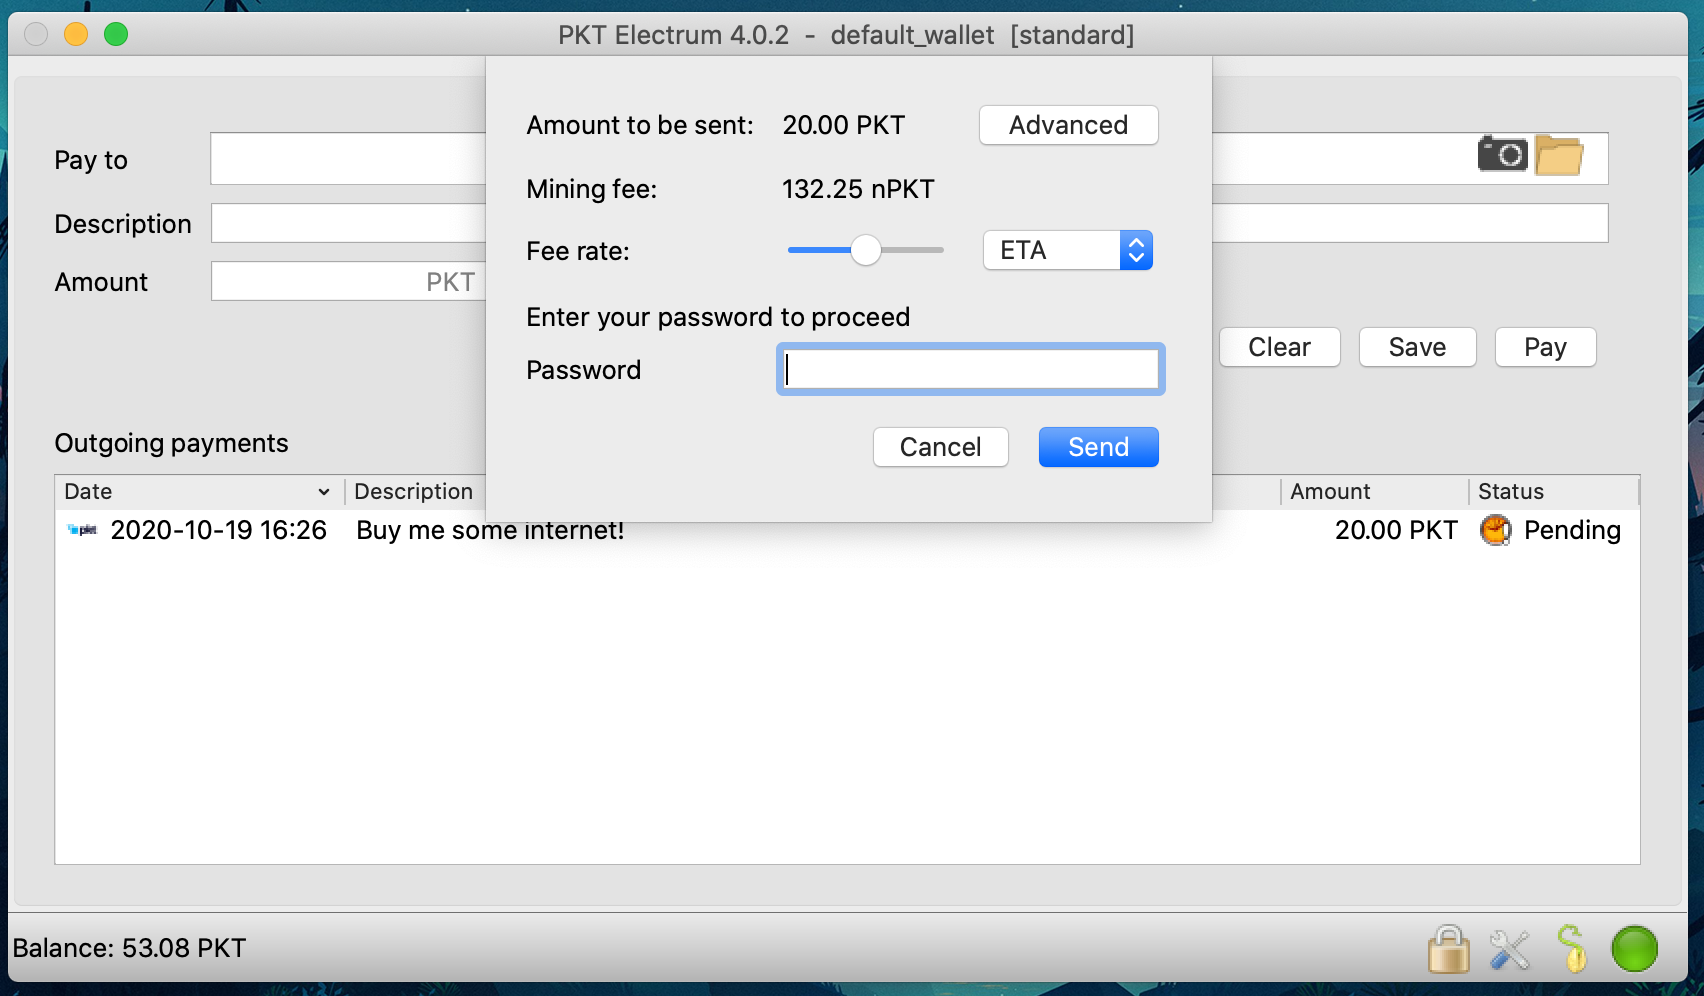 PKT Electrum 4.0.2 - default_wallet [standard]
Amount to be sent: 20.00 PKT Advanced
Pay to
Mining fee: 132.25 nPKT
Description
Fee rate: ETA
Amount PKT
Enter your password to proceed
Clear Save Pay
Password
Outgoing payments
Cancel Send
Date Description Amount Status
pkt 2020-10-19 16:26 Buy me some internet! 20.00 PKT Pending
Balance: 53.08 PKT